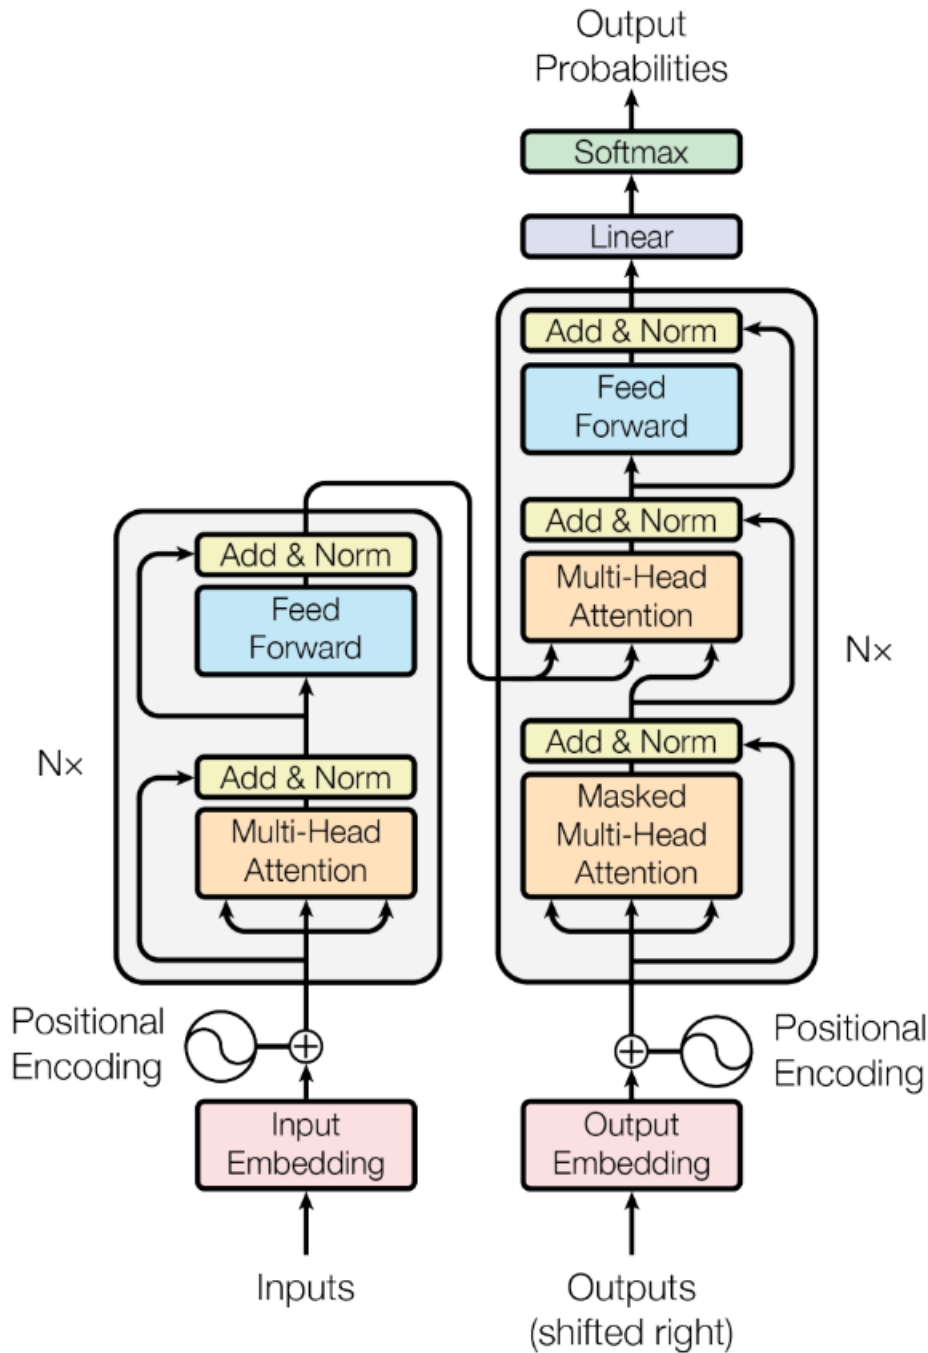 Output
Probabilities
Softmax
Linear
Add & Norm
Feed
Forward
Add & Norm
Multi-Head
Attention
Nx
Add & Norm
Masked
Multi-Head
Attention
Add & Norm
Feed
Forward
Nx
Add & Norm
Multi-Head
Attention
Positional
Encoding
Positional
Encoding
Input
Embedding
Output
Embedding
Inputs
Outputs
(shifted right)